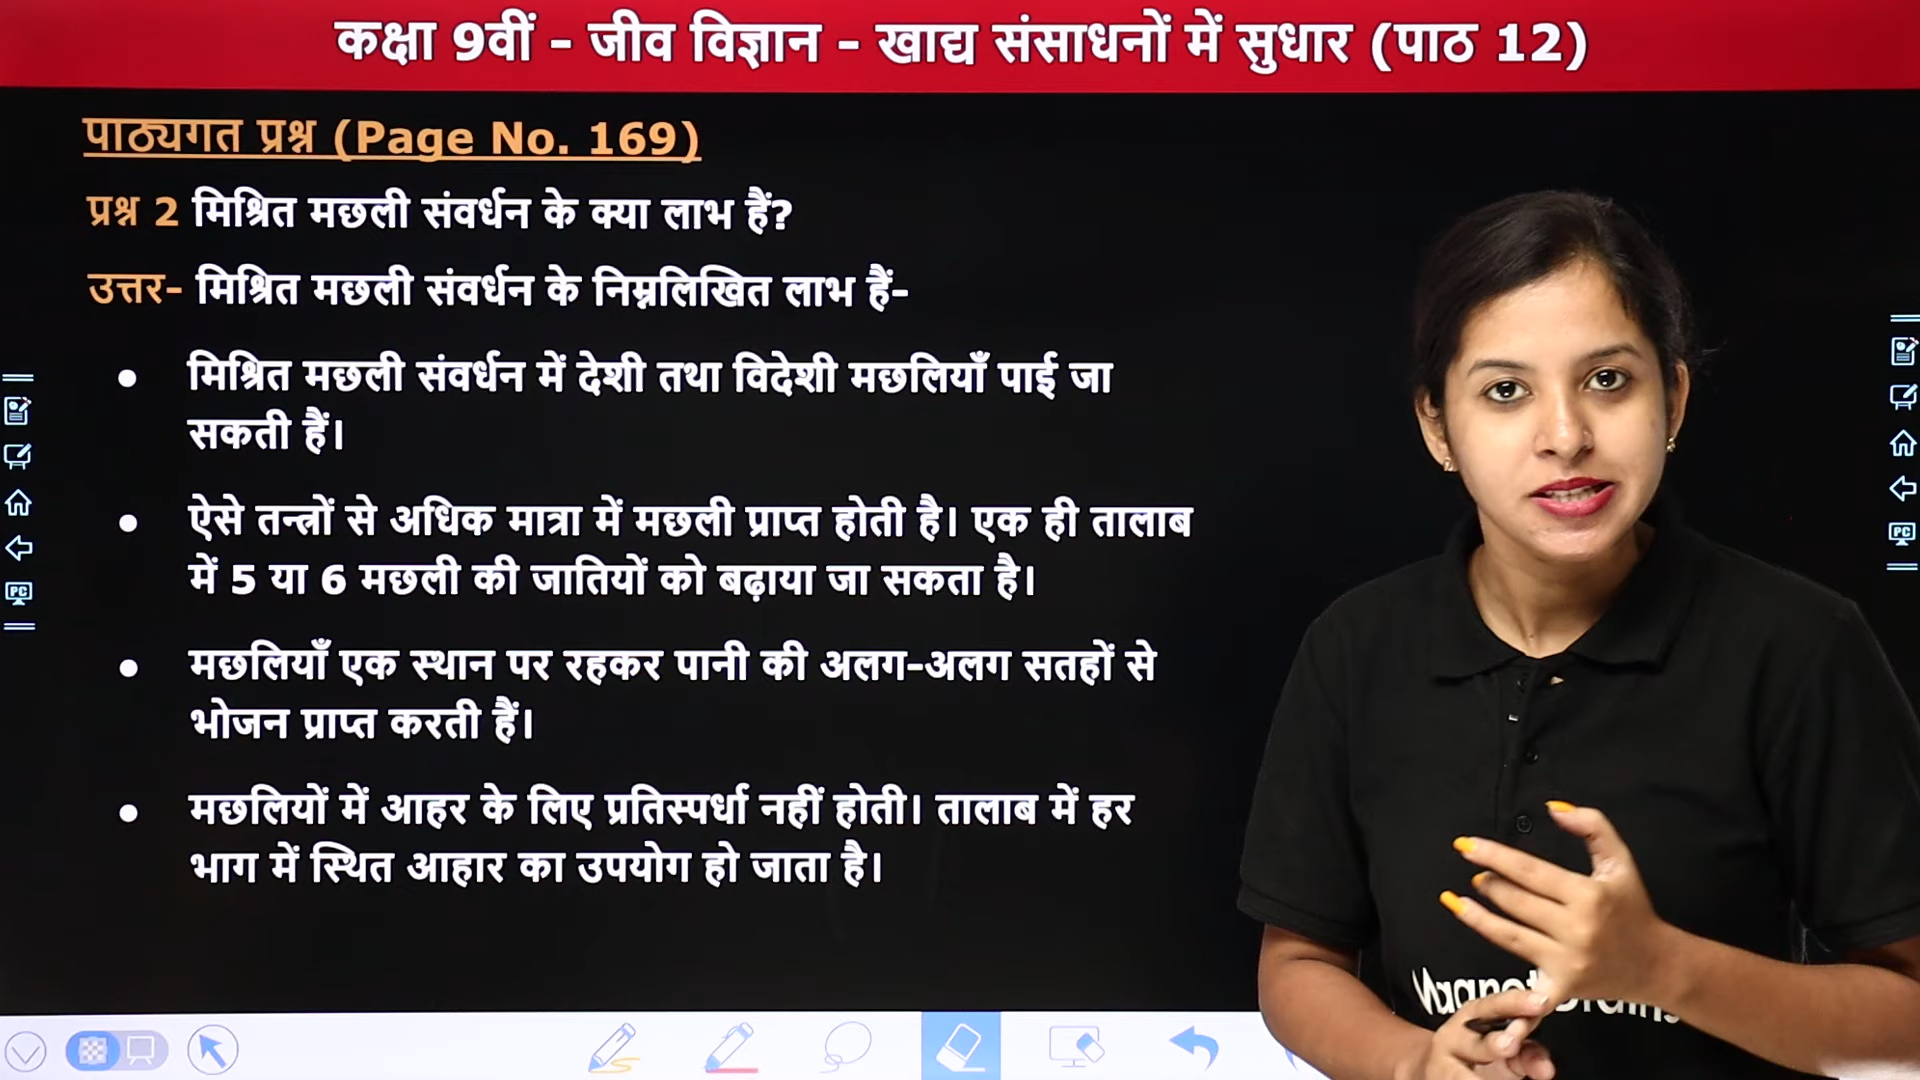 कक्षा 9वीं - जीव विज्ञान - खाद्य संसाधनों में सुधार (पाठ 12)
पाठ्यगत प्रश्न (Page No. 169)
प्रश्न 2 मिश्रित मछली संवर्धन के क्या लाभ हैं?
उत्तर- मिश्रित मछली संवर्धन के निम्नलिखित लाभ हैं-
• मिश्रित मछली संवर्धन में देशी तथा विदेशी मछलियाँ पाई जा
सकती हैं।
• ऐसे तन्त्रों से अधिक मात्रा में मछली प्राप्त होती है। एक ही तालाब
में 5 या 6 मछली की जातियों को बढ़ाया जा सकता है।
• मछलियाँ एक स्थान पर रहकर पानी की अलग-अलग सतहों से
भोजन प्राप्त करती हैं।
• मछलियों में आहर के लिए प्रतिस्पर्धा नहीं होती। तालाब में हर
भाग में स्थित आहार का उपयोग हो जाता है।
PC
PC